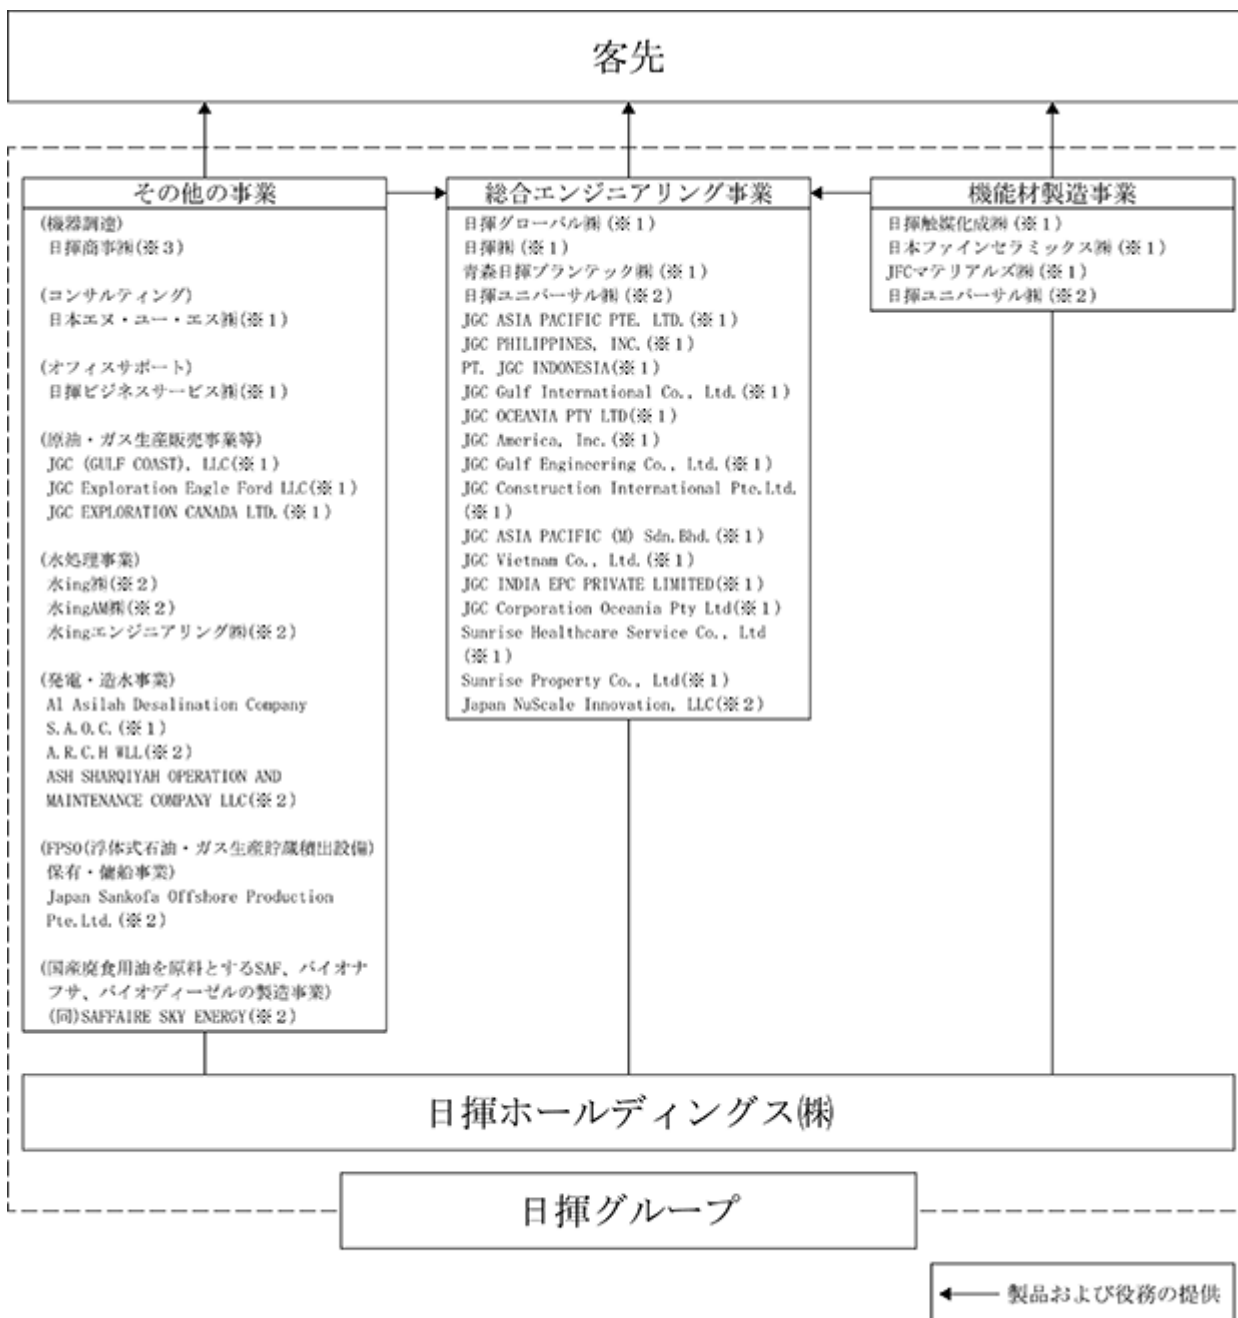 客先
その他の事業
(機器調達)
日揮商事㈱(※3)
(コンサルティング)
日本エヌ・ユー・エス㈱(※1)
(オフィスサポート)
日揮ビジネスサービス㈱(※1)
(原油・ガス生産販売事業等)
JGC (GULF COAST), LLC(※1)
JGC Exploration Eagle Ford LLC(※1)
JGC EXPLORATION CANADA LTD.(※1)
(水処理事業)
水ing㈱(※2)
水ingAM㈱(※2)
水ingエンジニアリング㈱(※2)
(発電・造水事業)
Al Asilah Desalination Company
S.A.O.C.(※1)
A.R.C.H WLL(※2)
ASH SHARQIYAH OPERATION AND
MAINTENANCE COMPANY LLC(※2)
(FPSO(浮体式石油・ガス生産貯蔵積出設備)
保有・傭船事業)
Japan Sankofa Offshore Production
Pte.Ltd.(※2)
(国産廃食用油を原料とするSAF、バイオナ
フサ、バイオディーゼルの製造事業)
(同)SAFFAIRE SKY ENERGY(※2)
総合エンジニアリング事業
日揮グローバル㈱(※1)
日揮㈱(※1)
青森日揮プランテック㈱(※1)
日揮ユニバーサル㈱(※2)
JGC ASIA PACIFIC PTE. LTD.(※1)
JGC PHILIPPINES, INC.(※1)
PT. JGC INDONESIA(※1)
JGC Gulf International Co., Ltd.(※1)
JGC OCEANIA PTY LTD(※1)
JGC America, Inc.(※1)
JGC Gulf Engineering Co., Ltd.(※1)
JGC Construction International Pte.Ltd.
(※1)
JGC ASIA PACIFIC (M) Sdn.Bhd.(※1)
JGC Vietnam Co., Ltd.(※1)
JGC INDIA EPC PRIVATE LIMITED(※1)
JGC Corporation Oceania Pty Ltd(※1)
Sunrise Healthcare Service Co., Ltd
(※1)
Sunrise Property Co., Ltd(※1)
Japan NuScale Innovation, LLC(※2)
機能材製造事業
日揮触媒化成㈱(※1)
日本ファインセラミックス㈱(※1)
JFCマテリアルズ㈱(※1)
日揮ユニバーサル㈱(※2)
日揮ホールディングス㈱
日揮グループ
製品および役務の提供